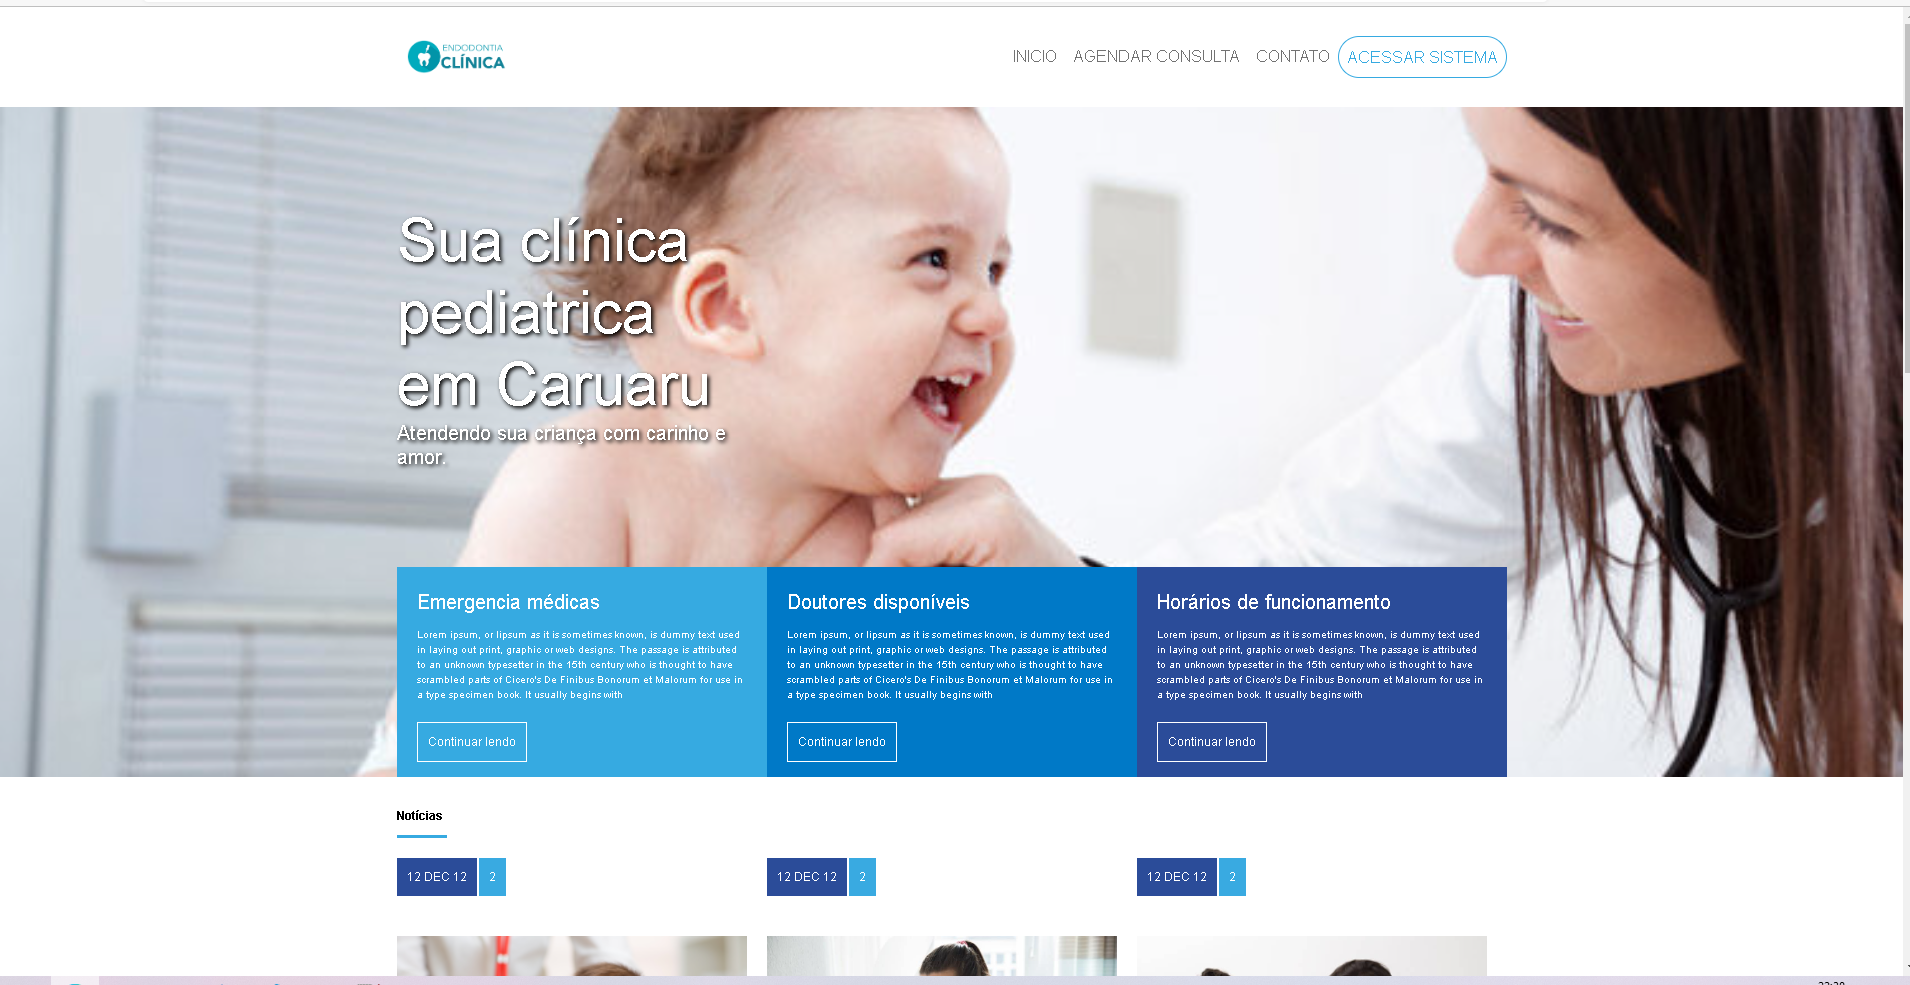 ENDODONTIA
CLÍNICA
INICIO AGENDAR CONSULTA CONTATO ACESSAR SISTEMA
Sua clínica
pediatrica
em Caruaru
Atendendo sua criança com carinho e
amor.
Emergencia médicas
Lorem ipsum, or lipsum as it is sometimes known, is dummy text used
in laying out print, graphic or web designs. The passage is attributed
to an unknown typesetter in the 15th century who is thought to have
scrambled parts of Cicero's De Finibus Bonorum et Malorum for use in
a type specimen book. It usually begins with
Continuar lendo
Doutores disponíveis
Lorem ipsum, or lipsum as it is sometimes known, is dummy text used
in laying out print, graphic or web designs. The passage is attributed
to an unknown typesetter in the 15th century who is thought to have
scrambled parts of Cicero's De Finibus Bonorum et Malorum for use in
a type specimen book. It usually begins with
Continuar lendo
Horários de funcionamento
Lorem ipsum, or lipsum as it is sometimes known, is dummy text used
in laying out print, graphic or web designs. The passage is attributed
to an unknown typesetter in the 15th century who is thought to have
scrambled parts of Cicero's De Finibus Bonorum et Malorum for use in
a type specimen book. It usually begins with
Continuar lendo
Notícias
12 DEC 12 2
12 DEC 12 2
12 DEC 12 2